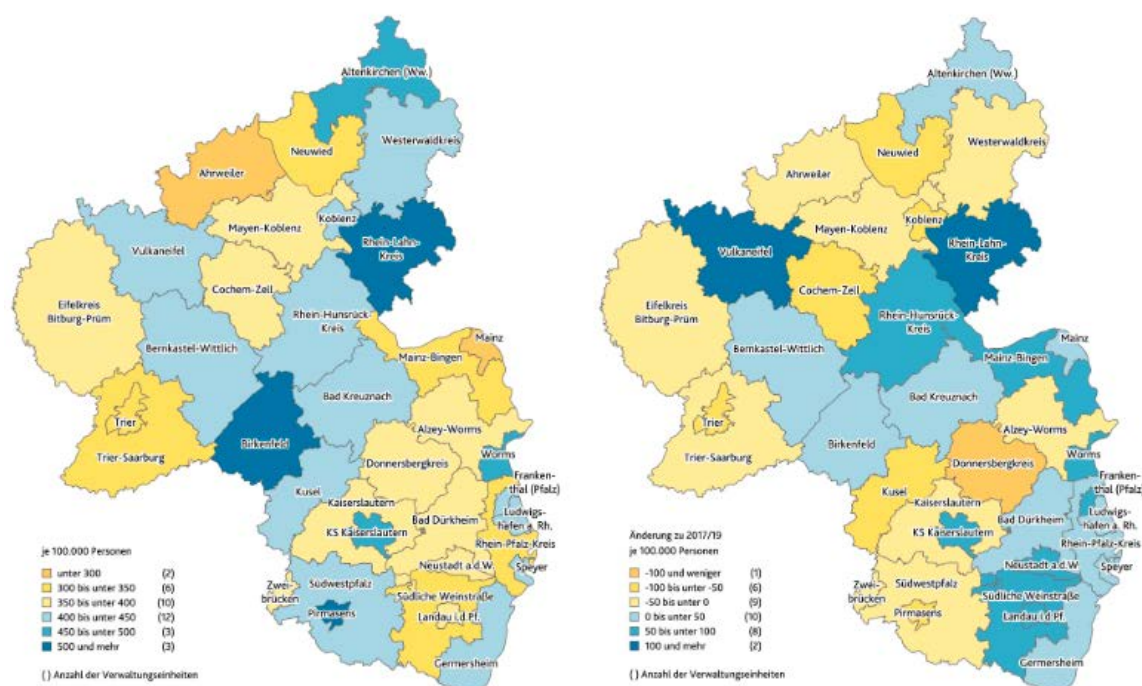 Altenkirchen (Ww.)
Neuwied
Westerwaldkreis
Ahrweiler
Koblenz
Mayen-Koblenz
Rhein-Lahn-
Kreis
Vulkaneifel
Cochem-Zell
Eifelkreis
Bitburg-Prüm
Rhein-Hunsrück-
Kreis
Bernkastel-Wittlich
Mainz
Mainz-Bingen
Bad Kreuznach
Trier
Alzey-Worms
Birkenfeld
Trier-Saarburg
Worms
Donnersbergkreis
Franken-
thal (Pfalz)
Kusel
Kaiserslautern
Ludwigs-
hafen a. Rh.
Bad Dürkheim
KS Kaiserslautern
Rhein-Pfalz-Kreis
Neustadt a.d.W.
Speyer
Zwei-
brücken
Südwestpfalz
Südliche Weinstraße
Pirmasens
Landau i.d.Pf.
Germersheim
je 100.000 Personen
unter 300 (2)
300 bis unter 350 (6)
350 bis unter 400 (10)
400 bis unter 450 (12)
450 bis unter 500 (3)
500 und mehr (3)
( ) Anzahl der Verwaltungseinheiten
Altenkirchen (Ww.)
Neuwied
Westerwaldkreis
Ahrweiler
Koblenz
Mayen-Koblenz
Rhein-Lahn-
Kreis
Vulkaneifel
Cochem-Zell
Eifelkreis
Bitburg-Prüm
Rhein-Hunsrück-
Kreis
Bernkastel-Wittlich
Mainz
Mainz-Bingen
Bad Kreuznach
Trier
Alzey-Worms
Birkenfeld
Trier-Saarburg
Worms
Donnersbergkreis
Franken-
thal (Pfalz)
Kusel
Kaiserslautern
Ludwigs-
hafen a. Rh.
Bad Dürkheim
KS Kaiserslautern
Rhein-Pfalz-Kreis
Neustadt a.d.W.
Speyer
Zwei-
brücken
Südwestpfalz
Südliche Weinstraße
Pirmasens
Landau i.d.Pf.
Germersheim
Änderung zu 2017/19
je 100.000 Personen
-100 und weniger (1)
-100 bis unter -50 (6)
-50 bis unter 0 (9)
0 bis unter 50 (10)
50 bis unter 100 (8)
100 und mehr (2)
( ) Anzahl der Verwaltungseinheiten